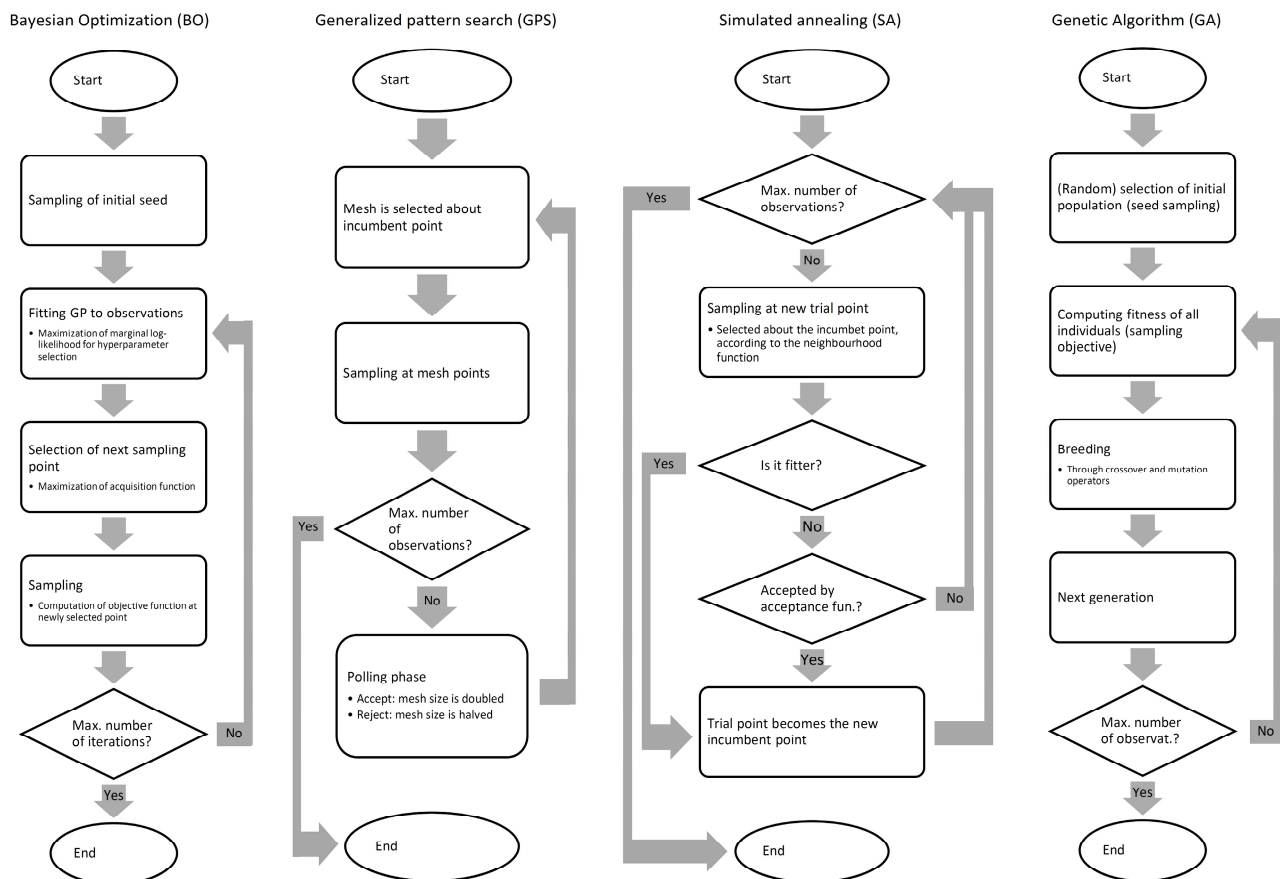 Bayesian Optimization (BO)
Start
Sampling of initial seed
Fitting GP to observations
• Maximization of marginal log-
likelihood for hyperparameter
selection
Selection of next sampling
point
• Maximization of acquisition function
Sampling
• Computation of objective function at
newly selected point
Max. number
of iterations?
No
Yes
End
Generalized pattern search (GPS)
Start
Mesh is selected about
incumbent point
Sampling at mesh points
Max. number
of
observations?
Yes
No
Polling phase
• Accept: mesh size is doubled
• Reject: mesh size is halved
End
Simulated annealing (SA)
Start
Max. number of
observations?
Yes
No
Sampling at new trial point
• Selected about the incumbet point,
according to the neighbourhood
function
Is it fitter?
Yes
No
Accepted by
acceptance fun.?
No
Yes
Trial point becomes the new
incumbent point
End
Genetic Algorithm (GA)
Start
(Random) selection of initial
population (seed sampling)
Computing fitness of all
individuals (sampling
objective)
Breeding
• Through crossover and mutation
operators
Next generation
Max. number
of observat.?
No
Yes
End